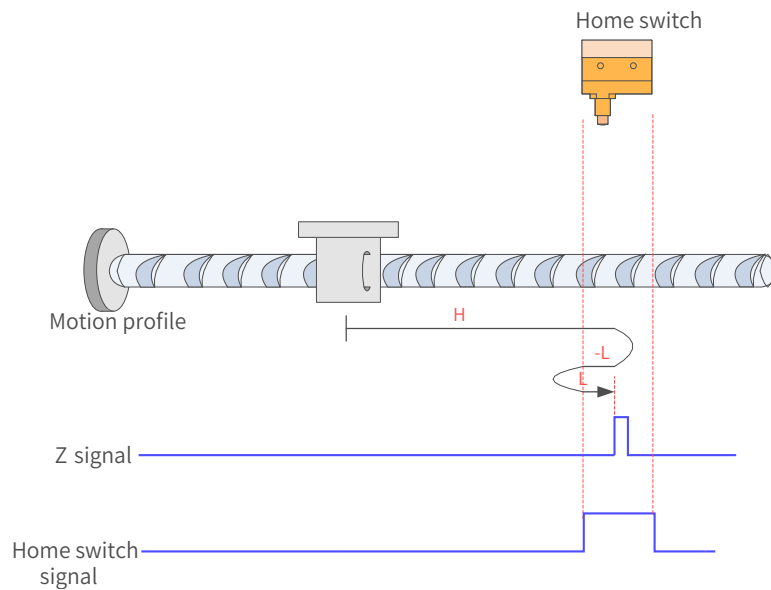 Home switch
Motion profile
H
-L
L
Z signal
Home switch
signal